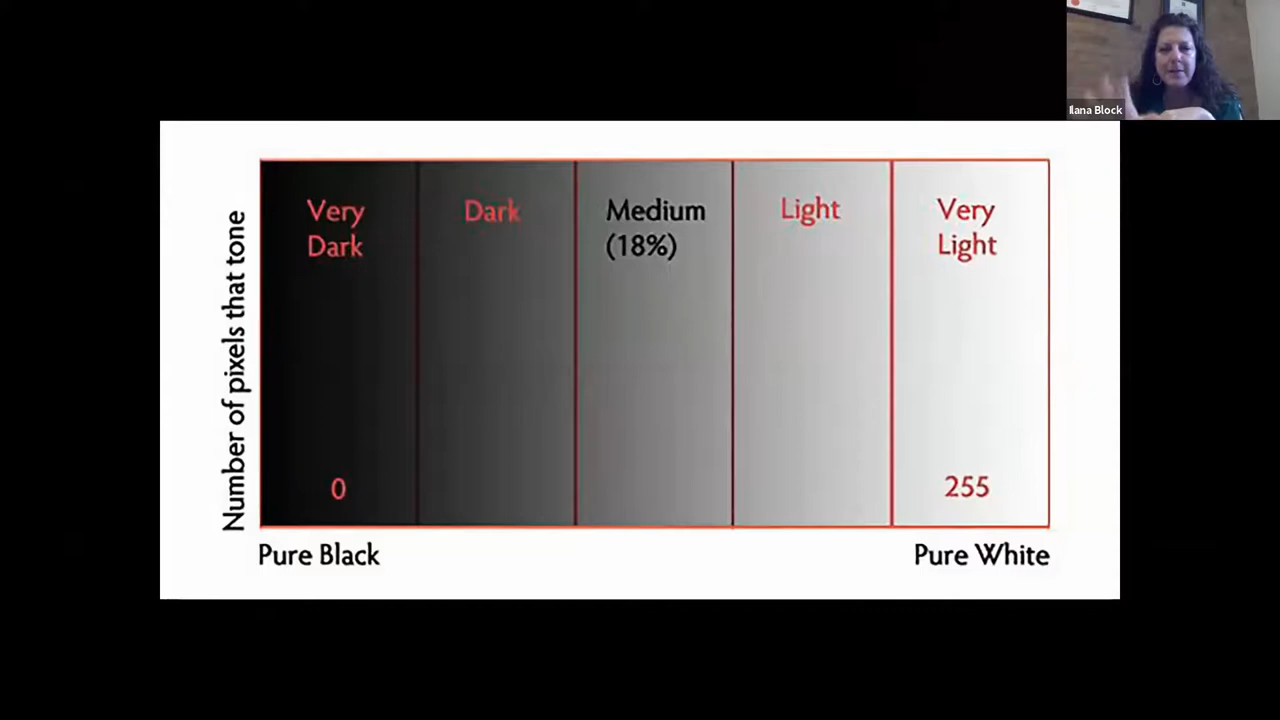 Ilana Block
Number of pixels that tone
Very
Dark
Dark
Medium
(18%)
Light
Very
Light
0
255
Pure Black
Pure White